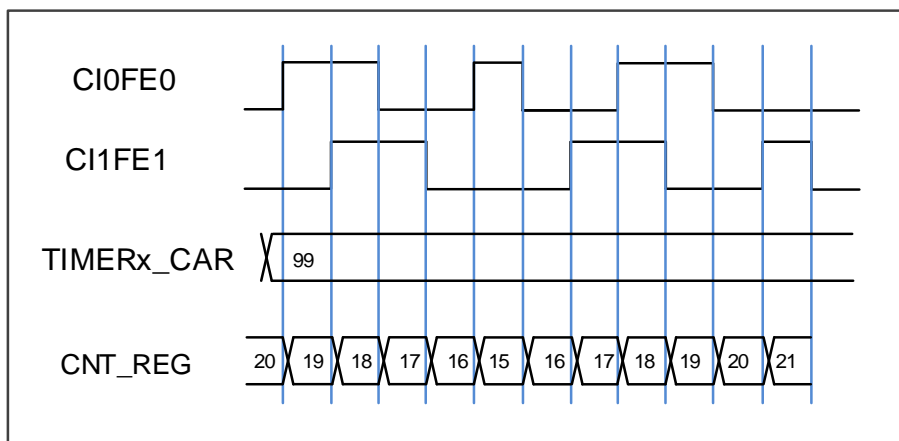 CI0FE0
CI1FE1
TIMERx_CAR 99
CNT_REG 20 19 18 17 16 15 16 17 18 19 20 21